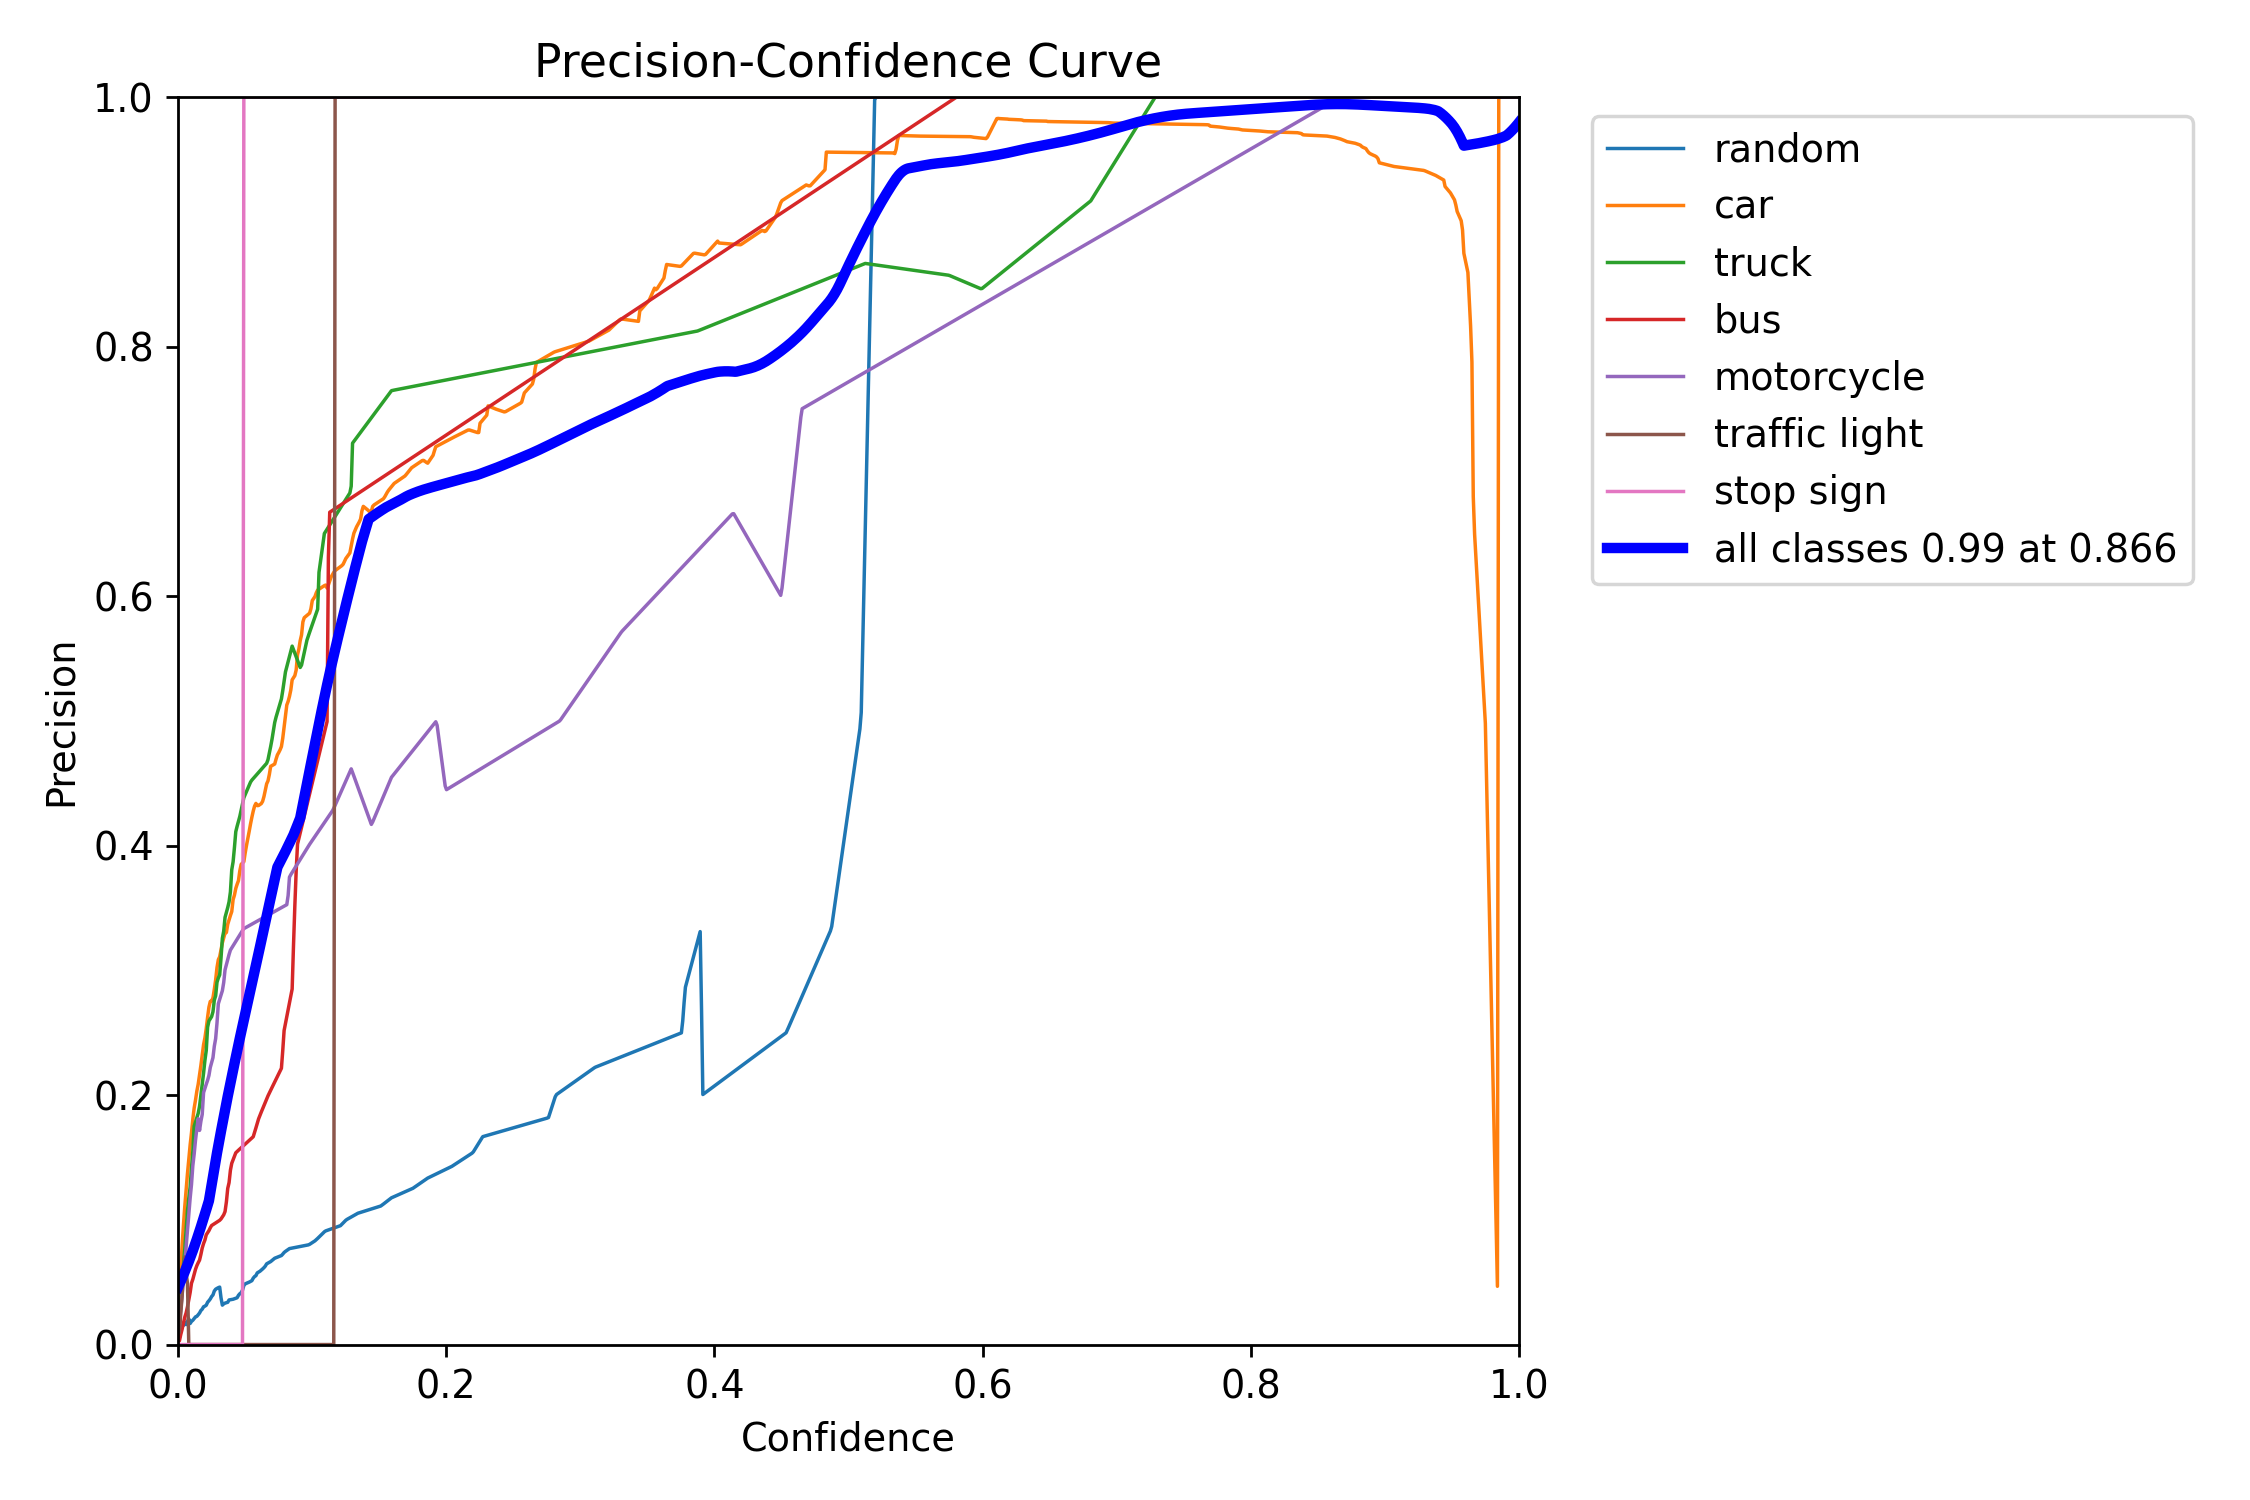 Precision-Confidence Curve
1.0
0.8
0.6
0.4
0.2
0.0
Precision
0.0 0.2 0.4 0.6 0.8 1.0
Confidence
random
car
truck
bus
motorcycle
traffic light
stop sign
all classes 0.99 at 0.866